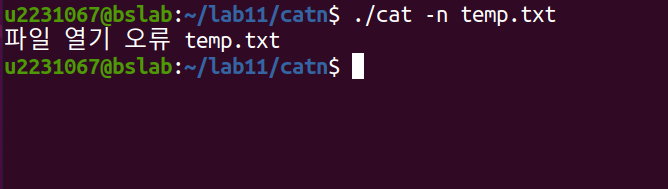 u2231067@bslab:~/lab11/catn$ ./cat -n temp.txt
파일 열기 오류 temp.txt
u2231067@bslab:~/lab11/catn$